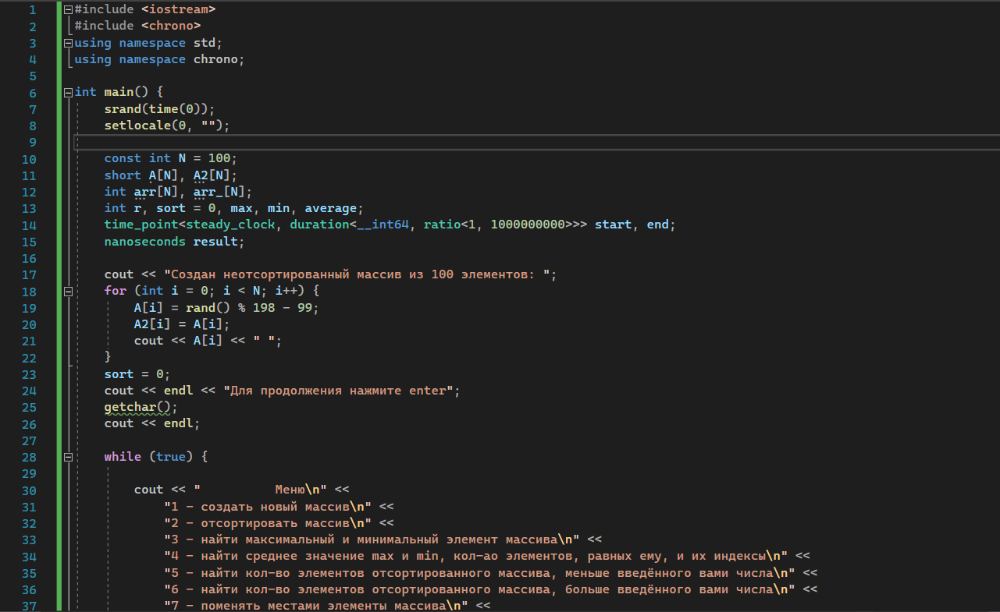 1 #include <iostream>
2 #include <chrono>
3 using namespace std;
4 using namespace chrono;
5
6 int main() {
7 srand(time(0));
8 setlocale(0, "");
9
10 const int N = 100;
11 short A[N], A2[N];
12 int arr[N], arr_[N];
13 int r, sort = 0, max, min, average;
14 time_point<steady_clock, duration<__int64, ratio<1, 1000000000>>> start, end;
15 nanoseconds result;
16
17 cout << "Создан неотсортированный массив из 100 элементов: ";
18 for (int i = 0; i < N; i++) {
19 A[i] = rand() % 198 - 99;
20 A2[i] = A[i];
21 cout << A[i] << " ";
22 }
23 sort = 0;
24 cout << endl << "Для продолжения нажмите enter";
25 getchar();
26 cout << endl;
27
28 while (true) {
29
30 cout << "          Меню\n" <<
31 "1 - создать новый массив\n" <<
32 "2 - отсортировать массив\n" <<
33 "3 - найти максимальный и минимальный элемент массива\n" <<
34 "4 - найти среднее значение max и min, кол-ао элементов, равных ему, и их индексы\n" <<
35 "5 - найти кол-во элементов отсортированного массива, меньше введённого вами числа\n" <<
36 "6 - найти кол-во элементов отсортированного массива, больше введённого вами числа\n" <<
37 "7 - поменять местами элементы массива\n" <<